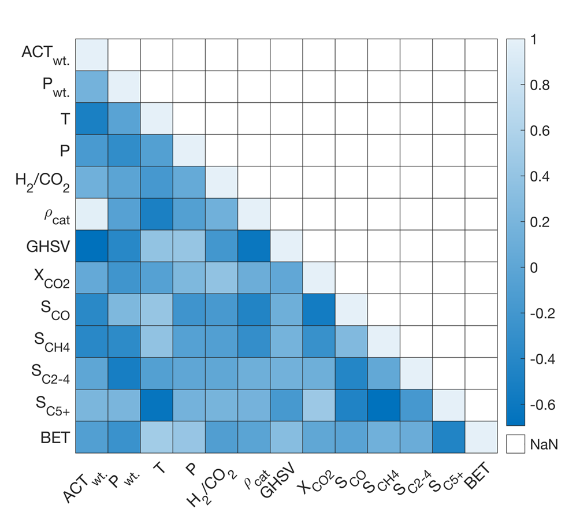 ACT wt.
P wt.
T
P
H2/CO2
ρcat
GHSV
XCO2
SCO
SCH4
SC2-4
SC5+
BET
1
0.8
0.6
0.4
0.2
0
-0.2
-0.4
-0.6
NaN
ACT wt.
P wt.
T
P
H2/CO2
ρcat
GHSV
XCO2
SCO
SCH4
SC2-4
SC5+
BET